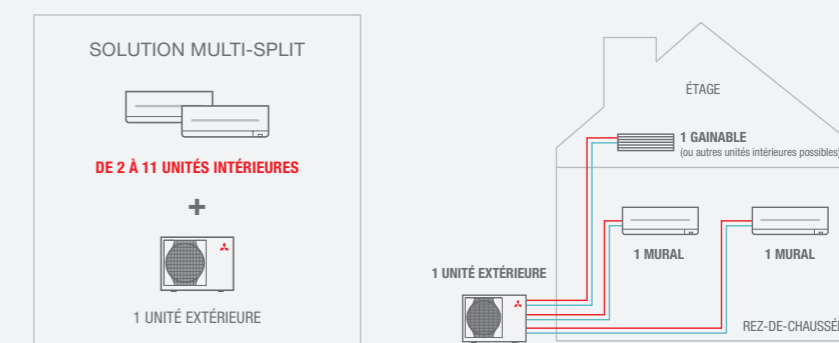 SOLUTION MULTI-SPLIT
DE 2 À 11 UNITÉS INTÉRIEURES
+
1 UNITÉ EXTÉRIEURE
ÉTAGE
1 GAINABLE
(ou autres unités intérieures possibles)
1 MURAL
1 MURAL
1 UNITÉ EXTÉRIEURE
REZ-DE-CHAUSSÉ